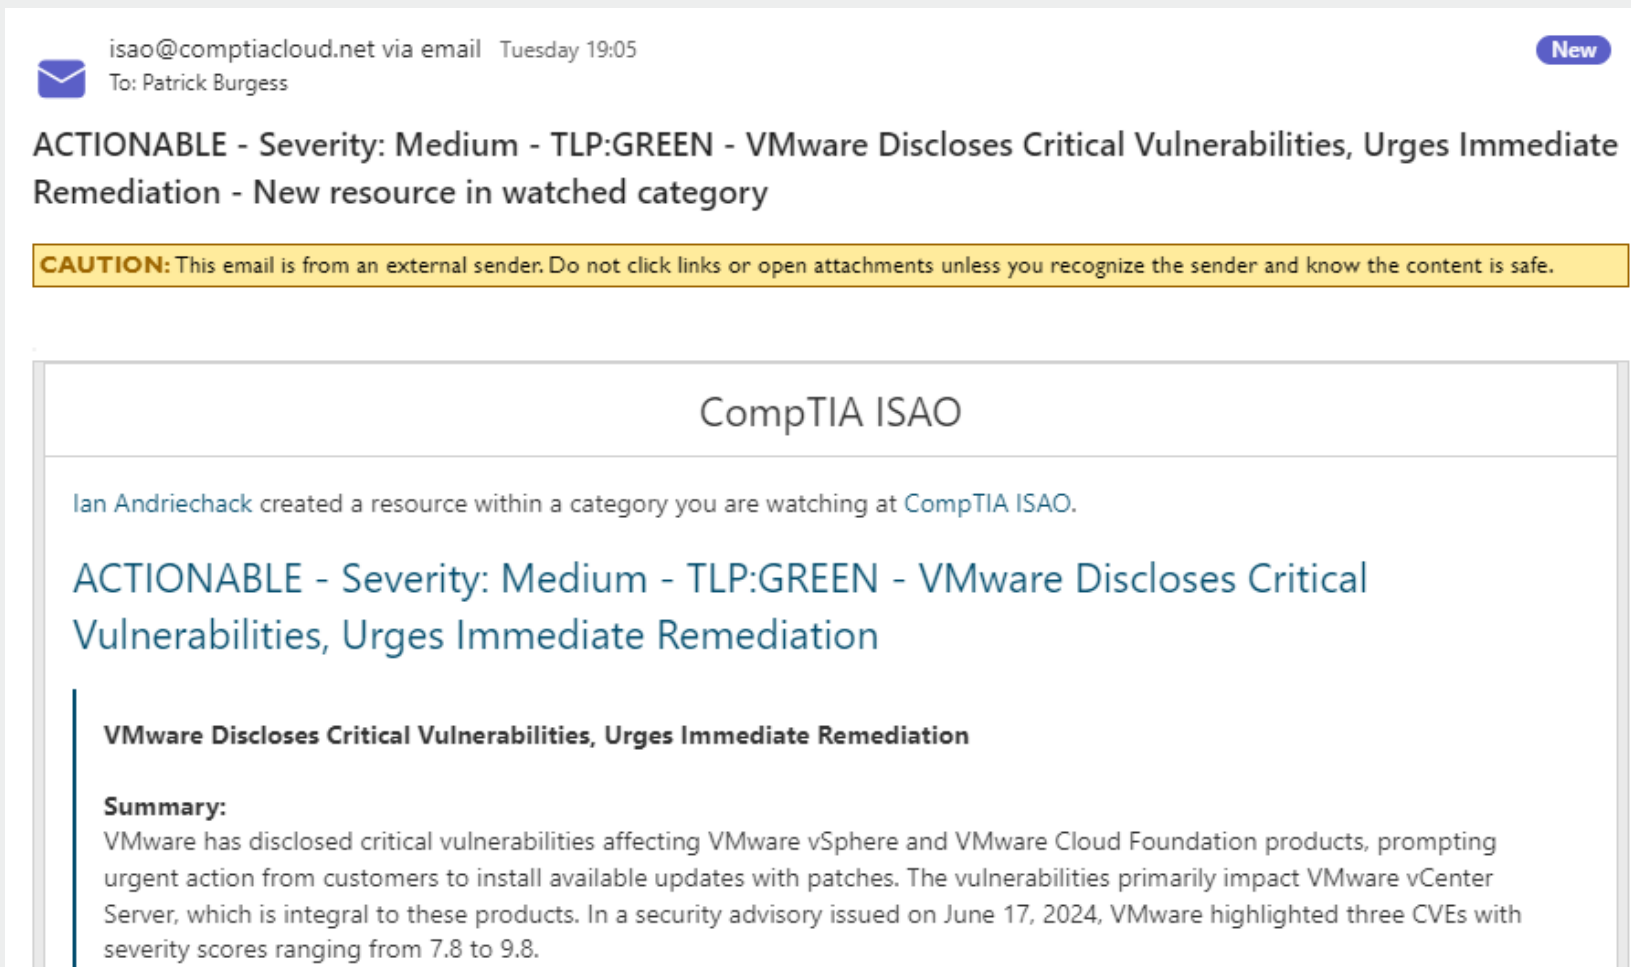 isao@comptiacloud.net via email Tuesday 19:05
New
To: Patrick Burgess
ACTIONABLE - Severity: Medium - TLP:GREEN - VMware Discloses Critical Vulnerabilities, Urges Immediate
Remediation - New resource in watched category
CAUTION: This email is from an external sender. Do not click links or open attachments unless you recognize the sender and know the content is safe.
CompTIA ISAO
Ian Andriechack created a resource within a category you are watching at CompTIA ISAO.
ACTIONABLE - Severity: Medium - TLP:GREEN - VMware Discloses Critical
Vulnerabilities, Urges Immediate Remediation
VMware Discloses Critical Vulnerabilities, Urges Immediate Remediation
Summary:
VMware has disclosed critical vulnerabilities affecting VMware vSphere and VMware Cloud Foundation products, prompting
urgent action from customers to install available updates with patches. The vulnerabilities primarily impact VMware vCenter
Server, which is integral to these products. In a security advisory issued on June 17, 2024, VMware highlighted three CVEs with
severity scores ranging from 7.8 to 9.8.